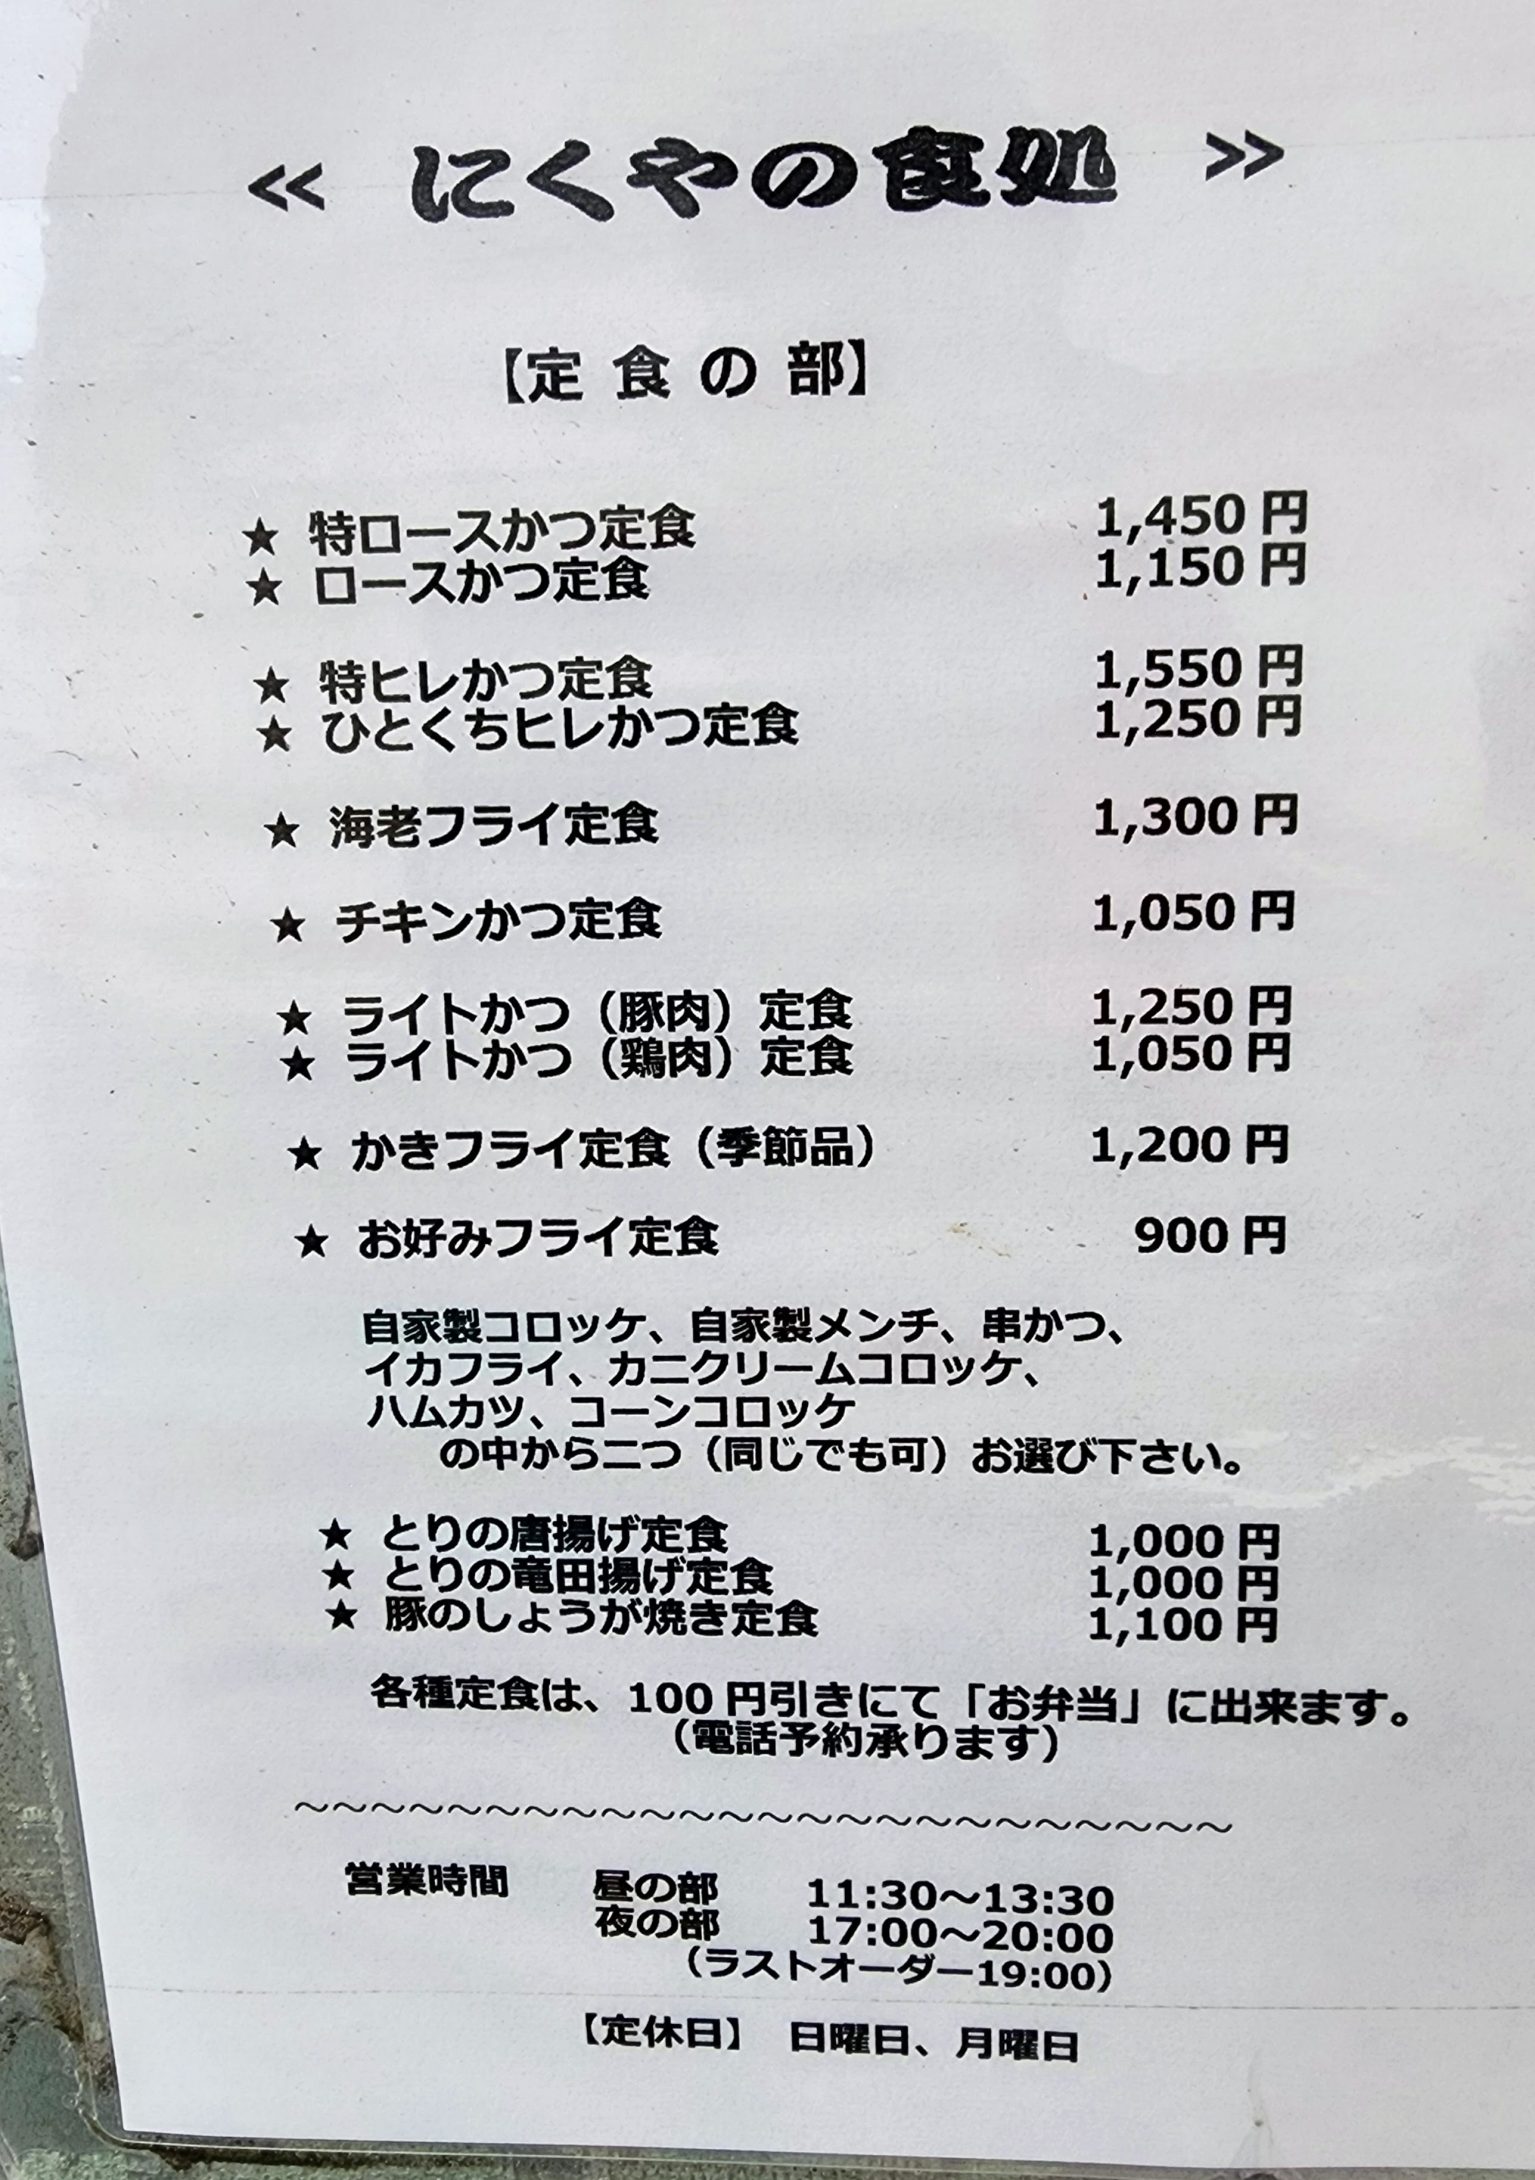 ≪ にくやの食処 ≫
【定 食 の 部】
★ 特ロースかつ定食 1,450 円
★ ロースかつ定食 1,150 円
★ 特ヒレかつ定食 1,550 円
★ ひとくちヒレかつ定食 1,250 円
★ 海老フライ定食 1,300 円
★ チキンかつ定食 1,050 円
★ ライトかつ（豚肉）定食 1,250 円
★ ライトかつ（鶏肉）定食 1,050 円
★ かきフライ定食（季節品） 1,200 円
★ お好みフライ定食 900 円
自家製コロッケ、自家製メンチ、串かつ、
イカフライ、カニクリームコロッケ、
ハムカツ、コーンコロッケ
の中から二つ（同じでも可）お選び下さい。
★ とりの唐揚げ定食 1,000 円
★ とりの竜田揚げ定食 1,000 円
★ 豚のしょうが焼き定食 1,100 円
各種定食は、100 円引きにて「お弁当」に出来ます。
（電話予約承ります）
～～～～～～～～～～～～～～～～～～～～～～～～～
営業時間 昼の部 11:30～13:30
夜の部 17:00～20:00
（ラストオーダー19:00）
【定休日】 日曜日、月曜日